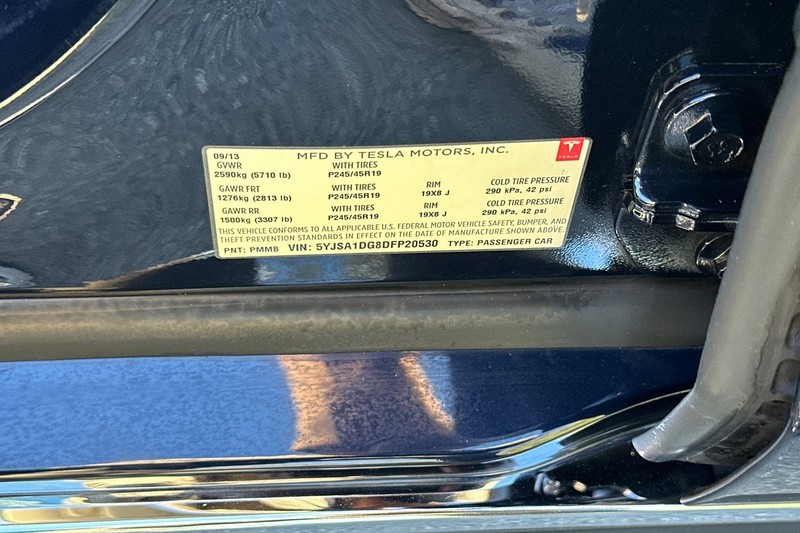 09/13 MFD BY TESLA MOTORS, INC.
GVWR WITH TIRES
2590kg (5710 lb) P245/45R19
GAWR FRT WITH TIRES RIM COLD TIRE PRESSURE
1276kg (2813 lb) P245/45R19 19X8 J 290 kPa, 42 psi
GAWR RR WITH TIRES RIM COLD TIRE PRESSURE
1500kg (3307 lb) P245/45R19 19X8 J 290 kPa, 42 psi
THIS VEHICLE CONFORMS TO ALL APPLICABLE U.S. FEDERAL MOTOR VEHICLE SAFETY, BUMPER, AND
THEFT PREVENTION STANDARDS IN EFFECT ON THE DATE OF MANUFACTURE SHOWN ABOVE.
PNT: PMMB VIN: 5YJSA1DG8DFP20530 TYPE: PASSENGER CAR
TESLA